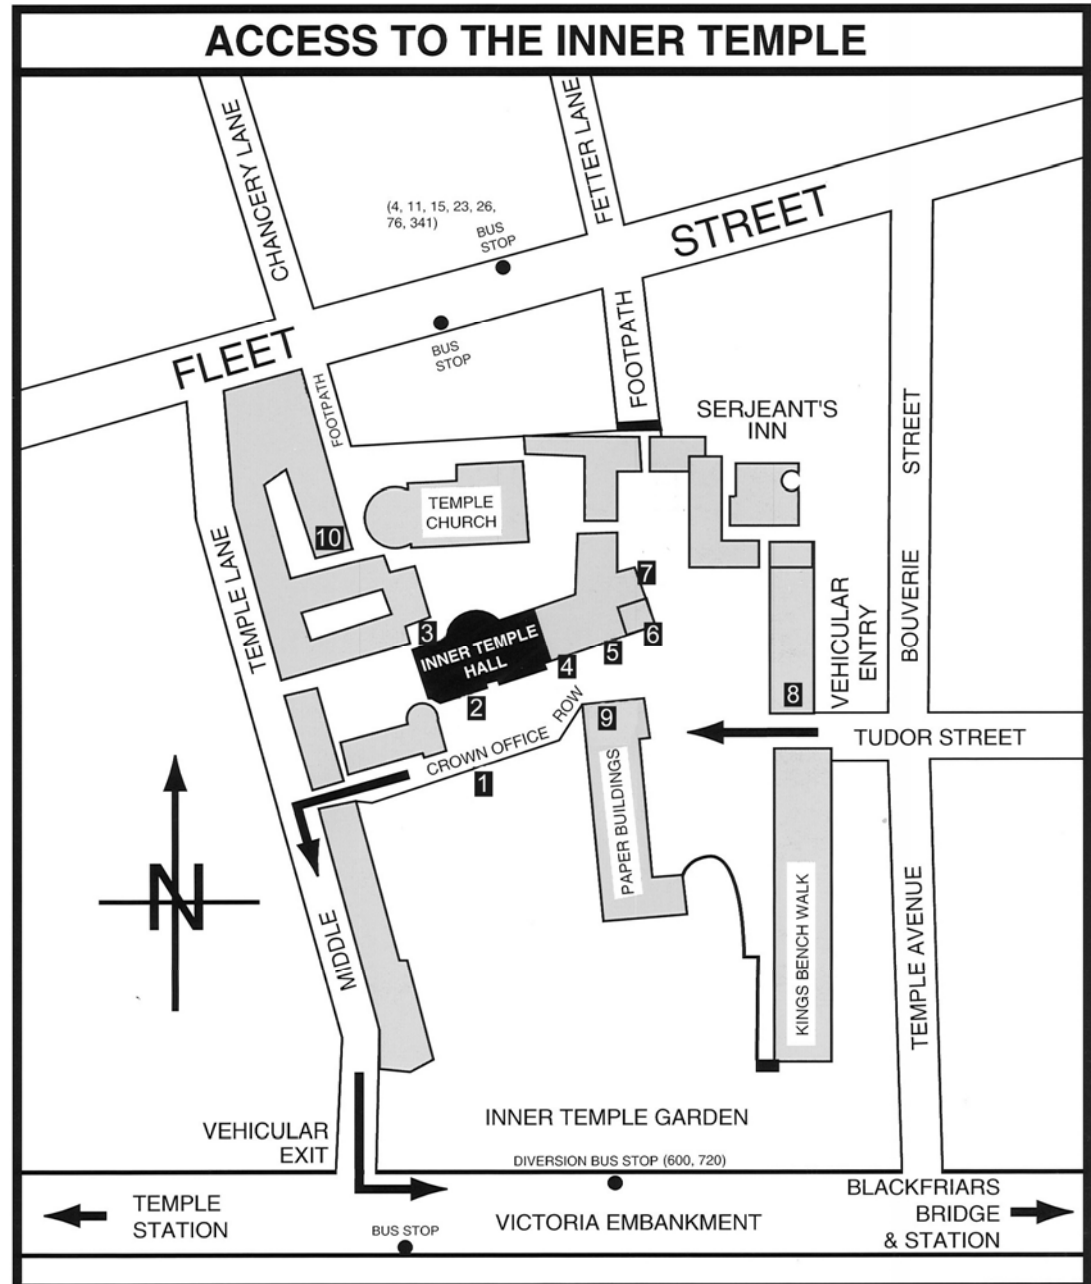 ACCESS TO THE INNER TEMPLE
CHANCERY LANE
FETTER LANE
(4, 11, 15, 23, 26,
76, 341)
BUS
STOP
STREET
FLEET
BUS
STOP
FOOTPATH
FOOTPATH
SERJEANT'S
INN
STREET
BOUVERIE
TEMPLE
CHURCH
10
TEMPLE LANE
MIDDLE
3
INNER TEMPLE
HALL
7
6
5
4
2
VEHICULAR
ENTRY
8
9
CROWN OFFICE ROW
1
TUDOR STREET
PAPER BUILDINGS
KINGS BENCH WALK
TEMPLE AVENUE
N
INNER TEMPLE GARDEN
VEHICULAR
EXIT
DIVERSION BUS STOP (600, 720)
TEMPLE
STATION
BUS STOP
VICTORIA EMBANKMENT
BLACKFRIARS
BRIDGE
& STATION